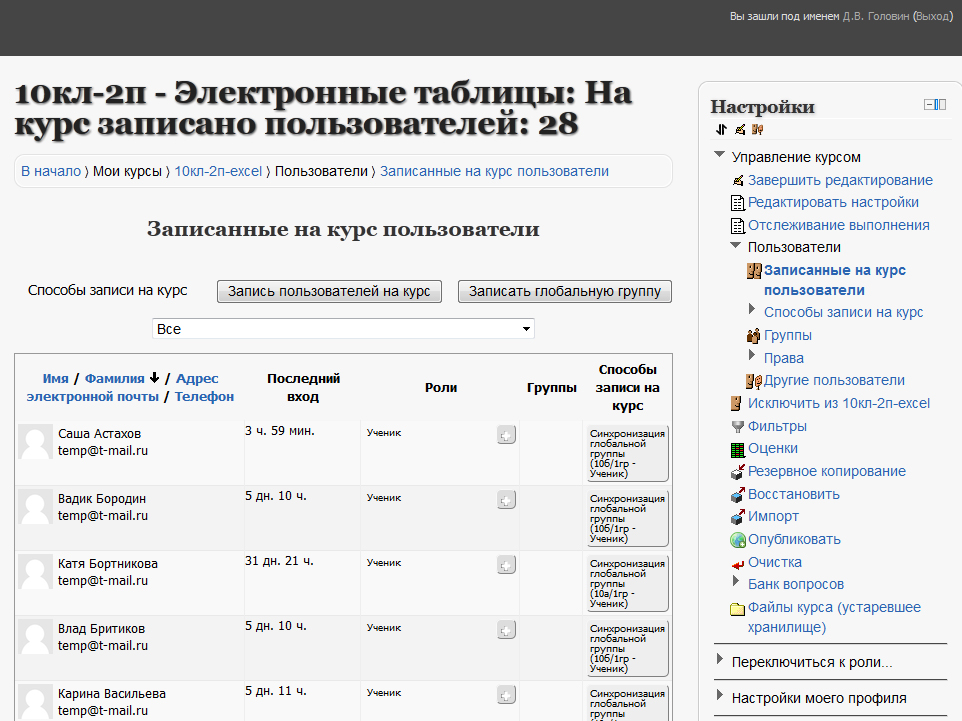 Вы зашли под именем Д.В. Головин (Выход)
10кл-2п - Электронные таблицы: На
курс записано пользователей: 28
В начало ⟩ Мои курсы ⟩ 10кл-2п-excel ⟩ Пользователи ⟩ Записанные на курс пользователи
Записанные на курс пользователи
Способы записи на курс Запись пользователей на курс Записать глобальную группу
Все
Имя / Фамилия ↓ / Адрес
электронной почты / Телефон
Последний
вход
Роли
Группы
Способы
записи на
курс
Саша Астахов
temp@t-mail.ru
3 ч. 59 мин.
Ученик
Синхронизация
глобальной
группы
(10б/1гр -
Ученик)
Вадик Бородин
temp@t-mail.ru
5 дн. 10 ч.
Ученик
Синхронизация
глобальной
группы
(10б/1гр -
Ученик)
Катя Бортникова
temp@t-mail.ru
31 дн. 21 ч.
Ученик
Синхронизация
глобальной
группы
(10а/1гр -
Ученик)
Влад Бритиков
temp@t-mail.ru
5 дн. 10 ч.
Ученик
Синхронизация
глобальной
группы
(10б/1гр -
Ученик)
Карина Васильева
temp@t-mail.ru
5 дн. 11 ч.
Ученик
Синхронизация
глобальной
Настройки
Управление курсом
Завершить редактирование
Редактировать настройки
Отслеживание выполнения
Пользователи
Записанные на курс
пользователи
Способы записи на курс
Группы
Права
Другие пользователи
Исключить из 10кл-2п-excel
Фильтры
Оценки
Резервное копирование
Восстановить
Импорт
Опубликовать
Очистка
Банк вопросов
Файлы курса (устаревшее
хранилище)
Переключиться к роли...
Настройки моего профиля